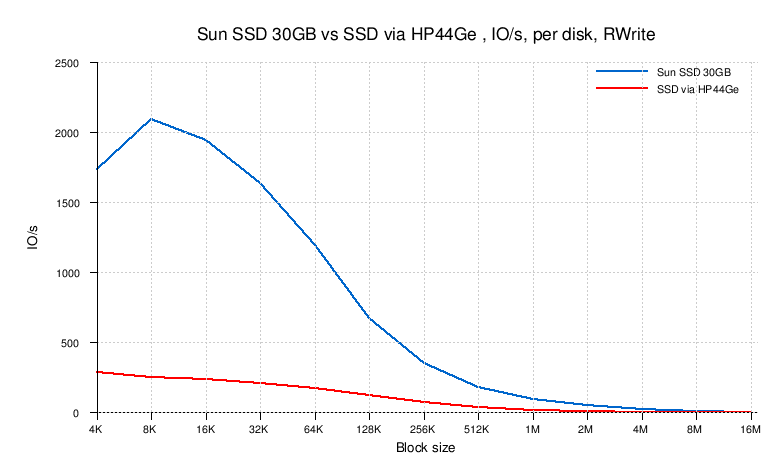 Sun SSD 30GB vs SSD via HP44Ge , IO/s, per disk, RWrite
Sun SSD 30GB
SSD via HP44Ge
2500
2000
1500
1000
500
0
IO/s
4K 8K 16K 32K 64K 128K 256K 512K 1M 2M 4M 8M 16M
Block size